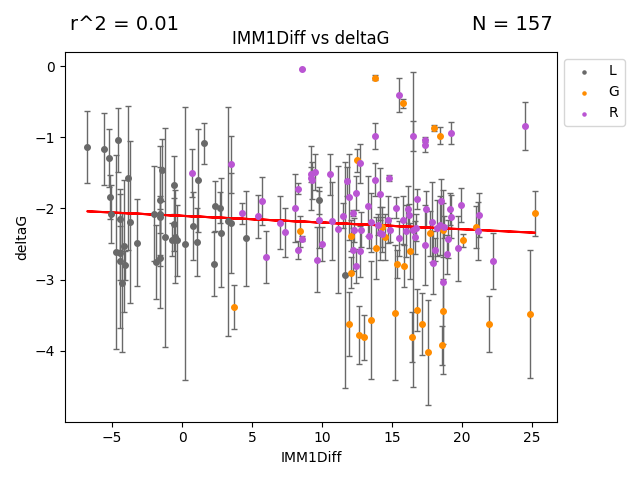 r^2 = 0.01
N = 157
IMM1Diff vs deltaG
0
−1
−2
−3
−4
deltaG
−5
0
5
10
15
20
25
IMM1Diff
L
G
R